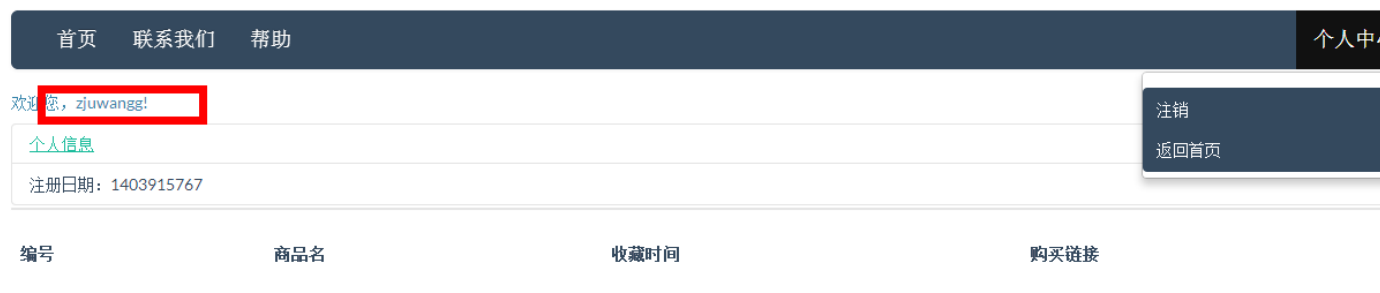 首页 联系我们 帮助 个人中
欢迎您，zjuwangg!
注销
个人信息
返回首页
注册日期：1403915767
编号 商品名 收藏时间 购买链接